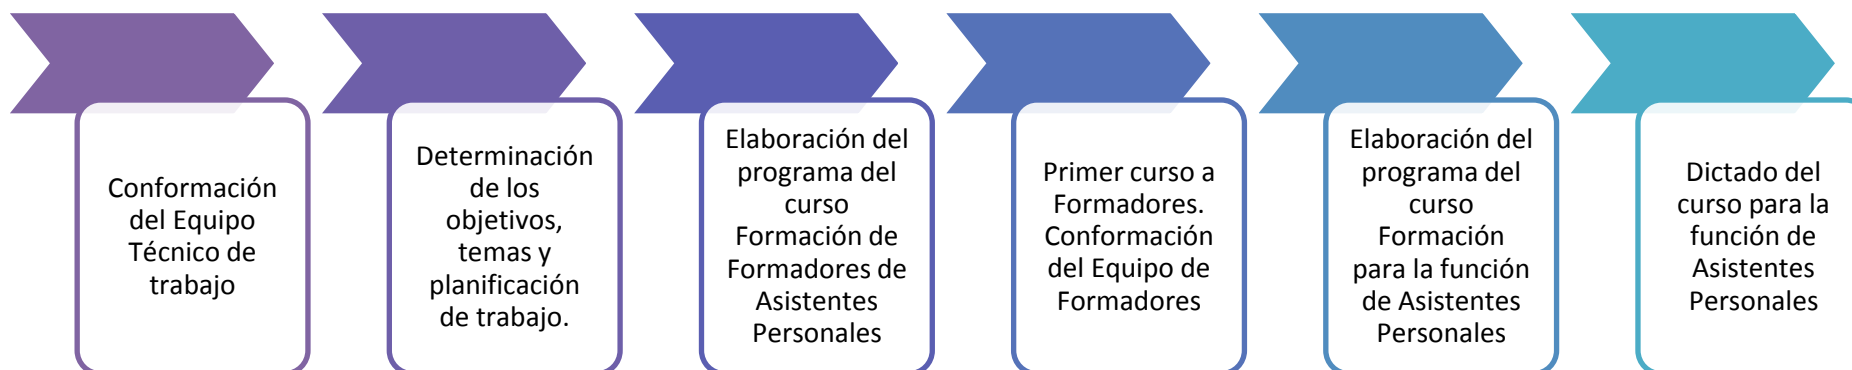 Conformación
del Equipo
Técnico de
trabajo
Determinación
de los
objetivos,
temas y
planificación
de trabajo.
Elaboración del
programa del
curso
Formación de
Formadores de
Asistentes
Personales
Primer curso a
Formadores.
Conformación
del Equipo de
Formadores
Elaboración del
programa del
curso
Formación
para la función
de Asistentes
Personales
Dictado del
curso para la
función de
Asistentes
Personales